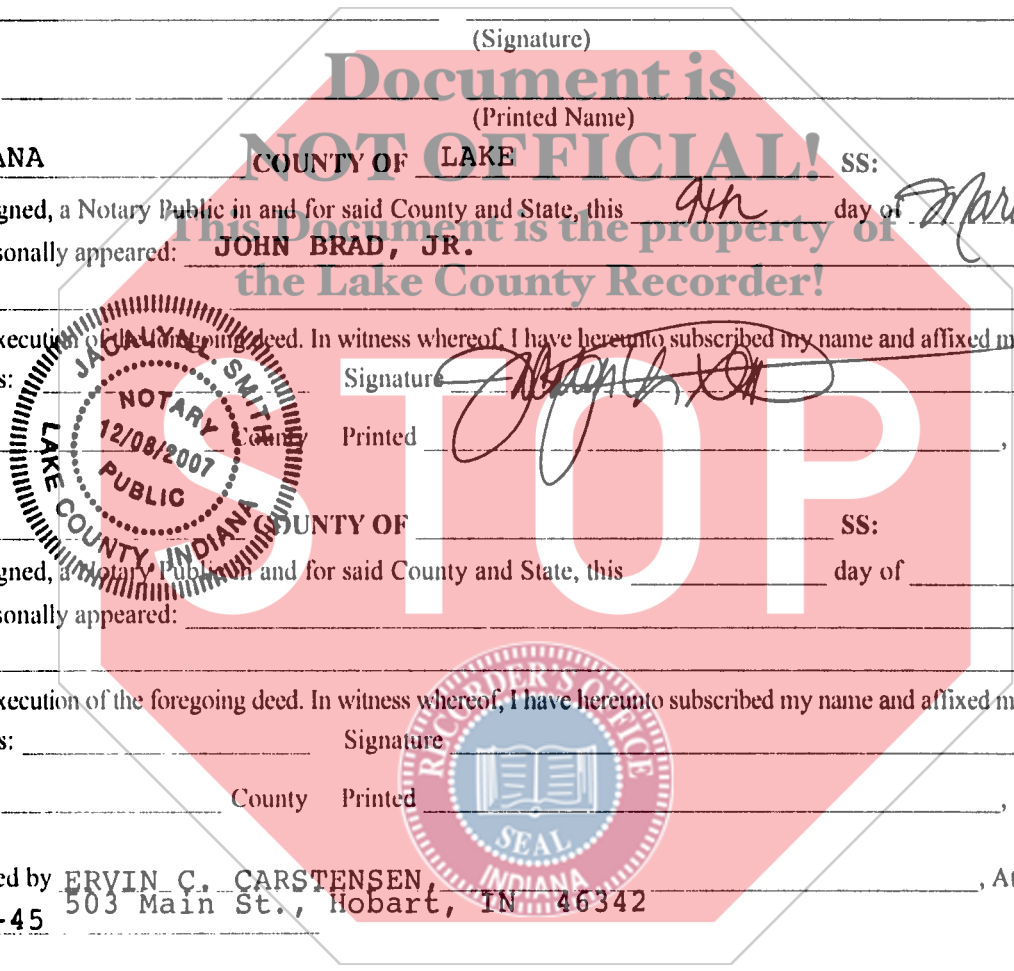 (Signature)
Document is
(Printed Name)
NOT OFFICIAL!
ANA COUNTY OF LAKE SS:
gned, a Notary Public in and for said County and State, this 9th day of Mar
This Document is the property of
sonally appeared: JOHN BRAD, JR.
the Lake County Recorder!
xecution of the foregoing deed. In witness whereof, I have hereunto subscribed my name and affixed m
s: Signature
County Printed ,
JACALYN L. SMITH
NOTARY
12/08/2007
PUBLIC
LAKE COUNTY, INDIANA
STOP
COUNTY OF SS:
gned, a Notary Public in and for said County and State, this day of
sonally appeared:
xecution of the foregoing deed. In witness whereof, I have hereunto subscribed my name and affixed m
s: Signature
County Printed ,
RECORDER'S OFFICE
SEAL
INDIANA
ed by ERVIN C. CARSTENSEN, , At
503 Main St., Hobart, IN 46342
-45